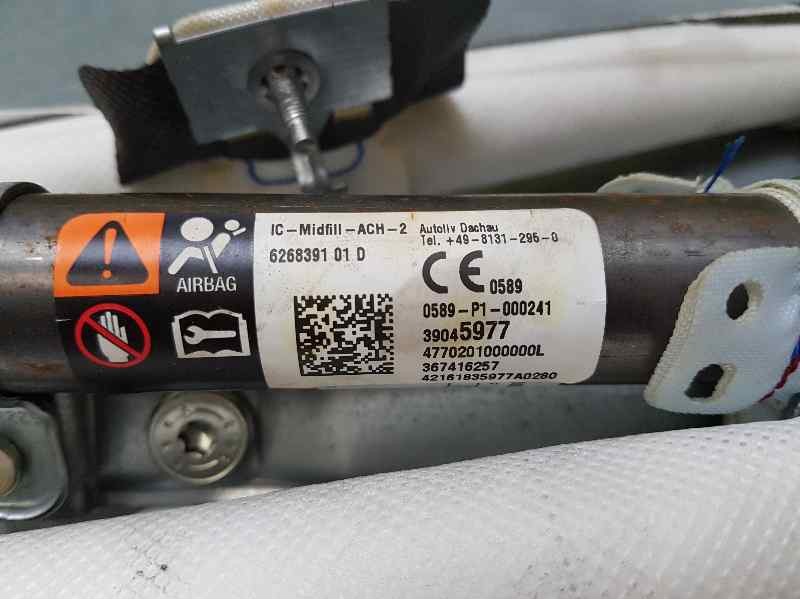 AIRBAG
IC-Midfill-ACH-2
6268391 01 D
Autoliv Dachau
Tel. +49-8131-295-0
CE 0589
0589-P1-000241
39045977
4770201000000L
367416257
42161835977A0280